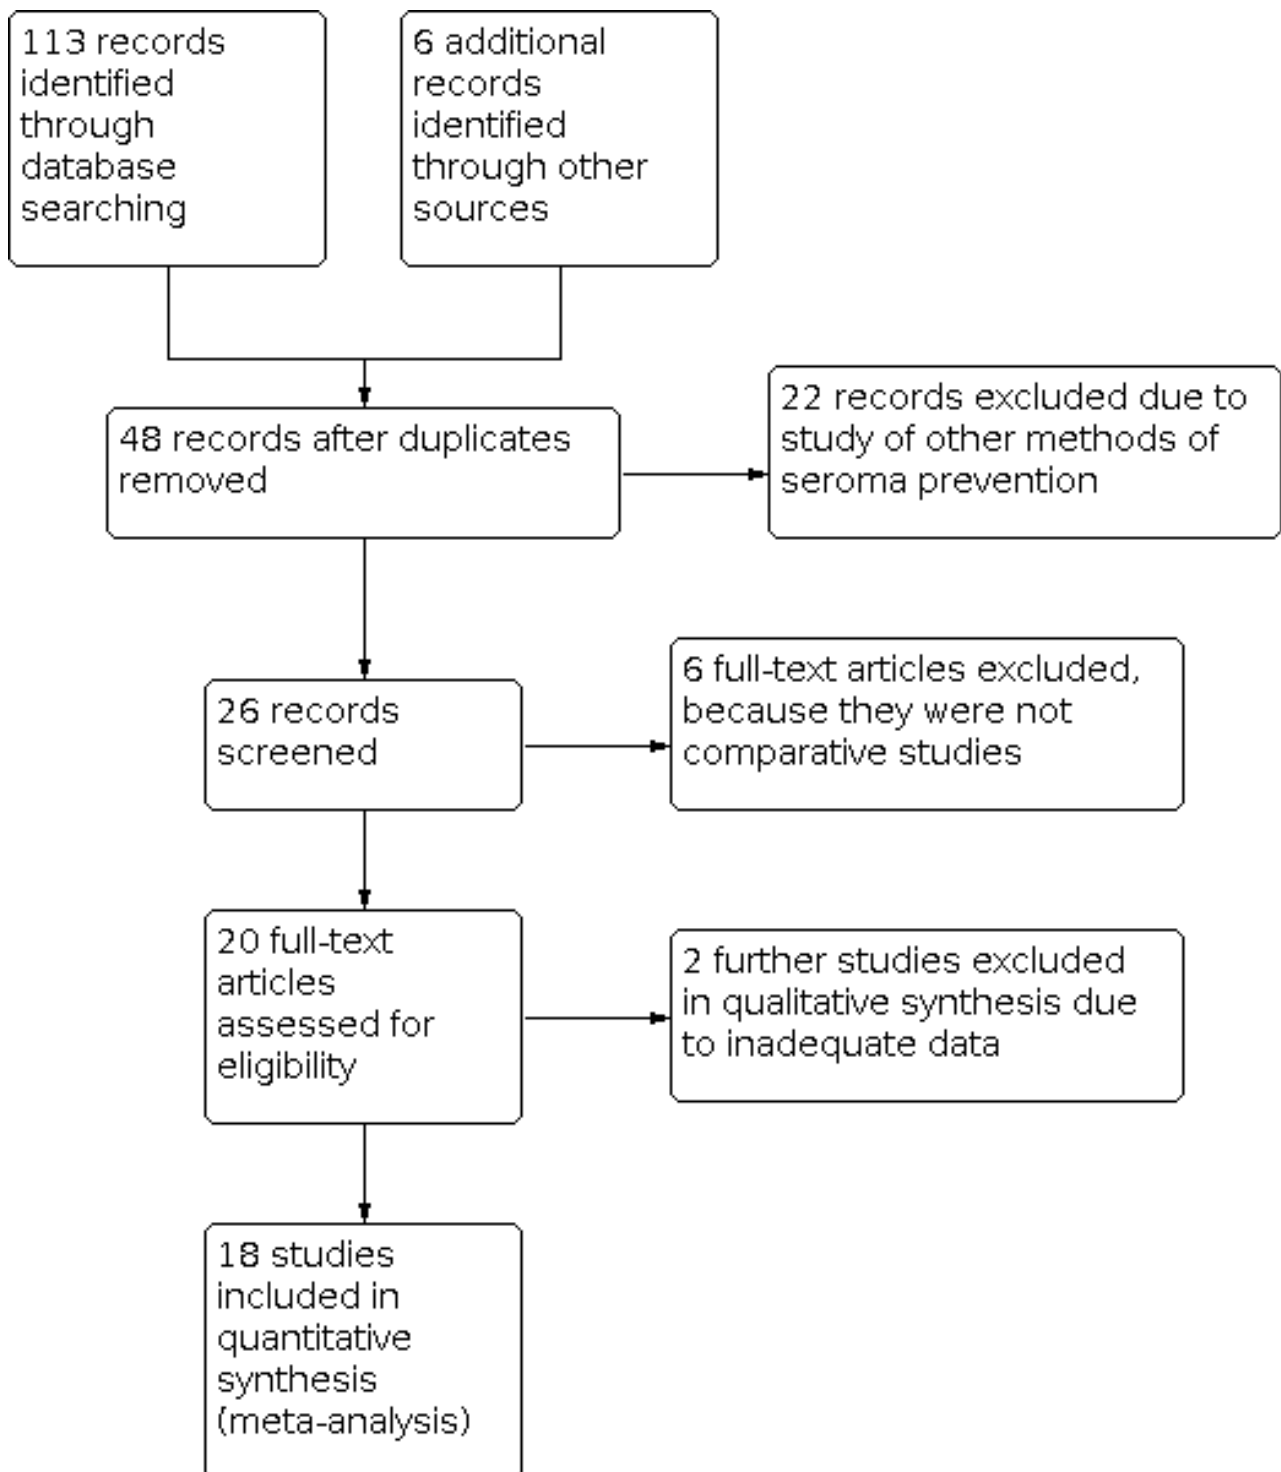 113 records
identified
through
database
searching
6 additional
records
identified
through other
sources
48 records after duplicates
removed
22 records excluded due to
study of other methods of
seroma prevention
26 records
screened
6 full-text articles excluded,
because they were not
comparative studies
20 full-text
articles
assessed for
eligibility
2 further studies excluded
in qualitative synthesis due
to inadequate data
18 studies
included in
quantitative
synthesis
(meta-analysis)